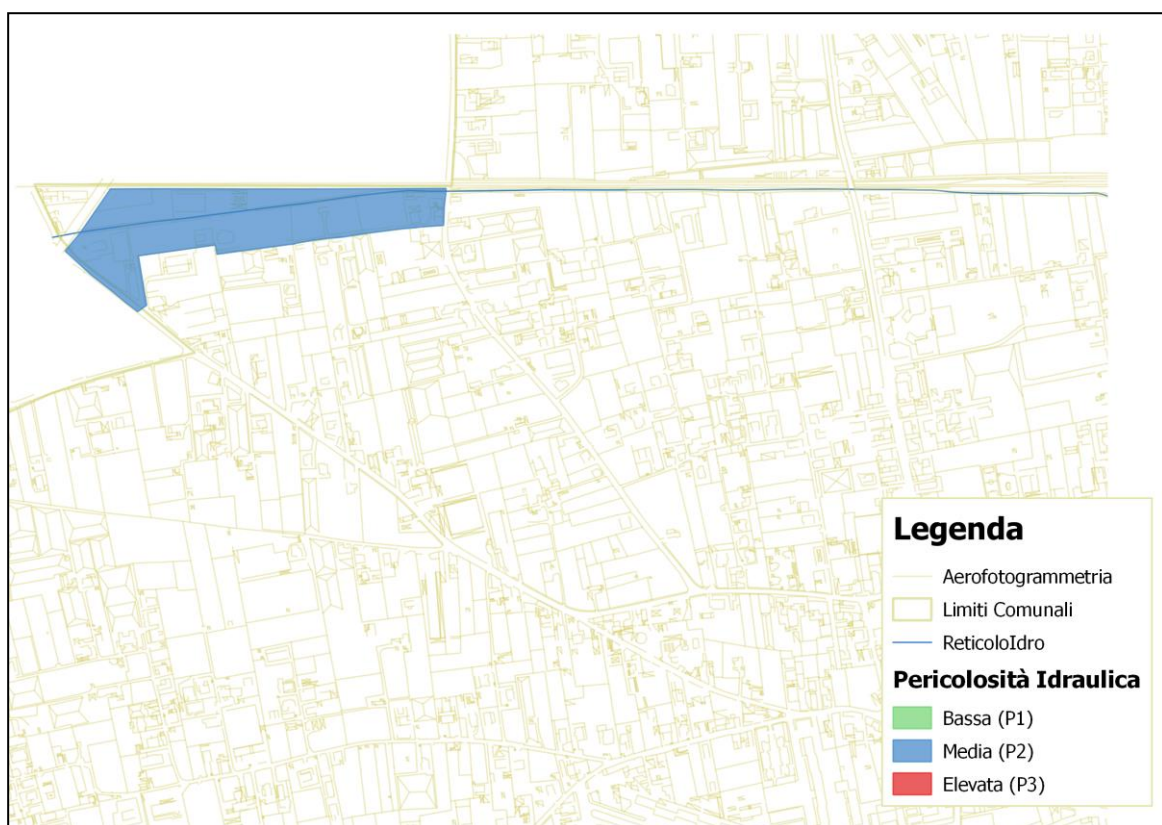 Legenda
Aerofotogrammetria
Limiti Comunali
ReticoloIdro
Pericolosità Idraulica
Bassa (P1)
Media (P2)
Elevata (P3)